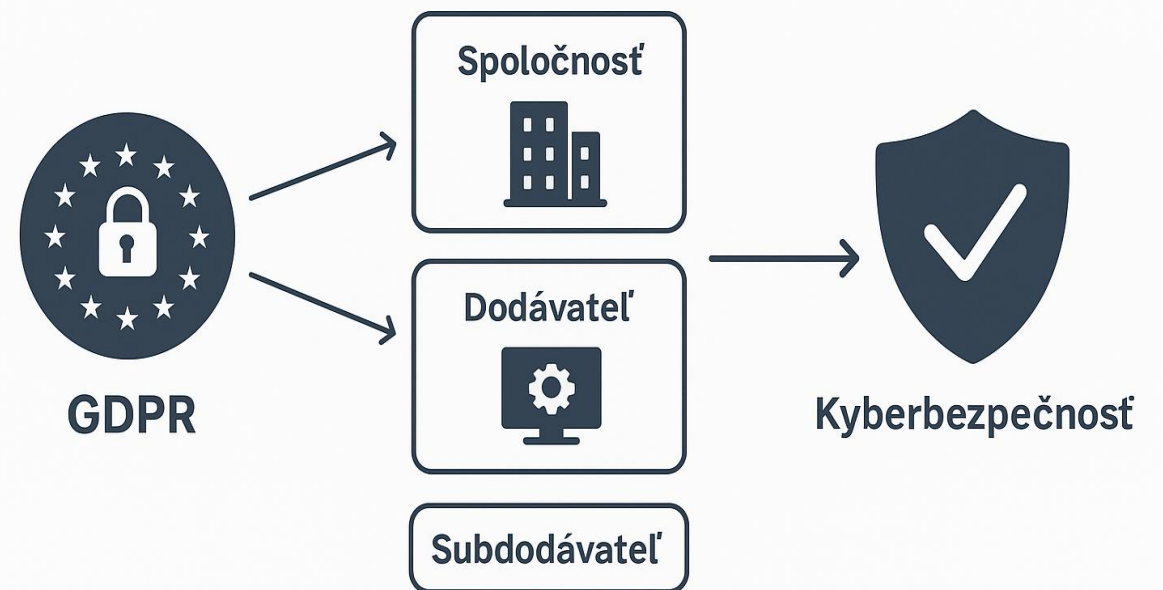 Spoločnosť
Dodávateľ
GDPR
Kyberbezpečnosť
Subdodávateľ